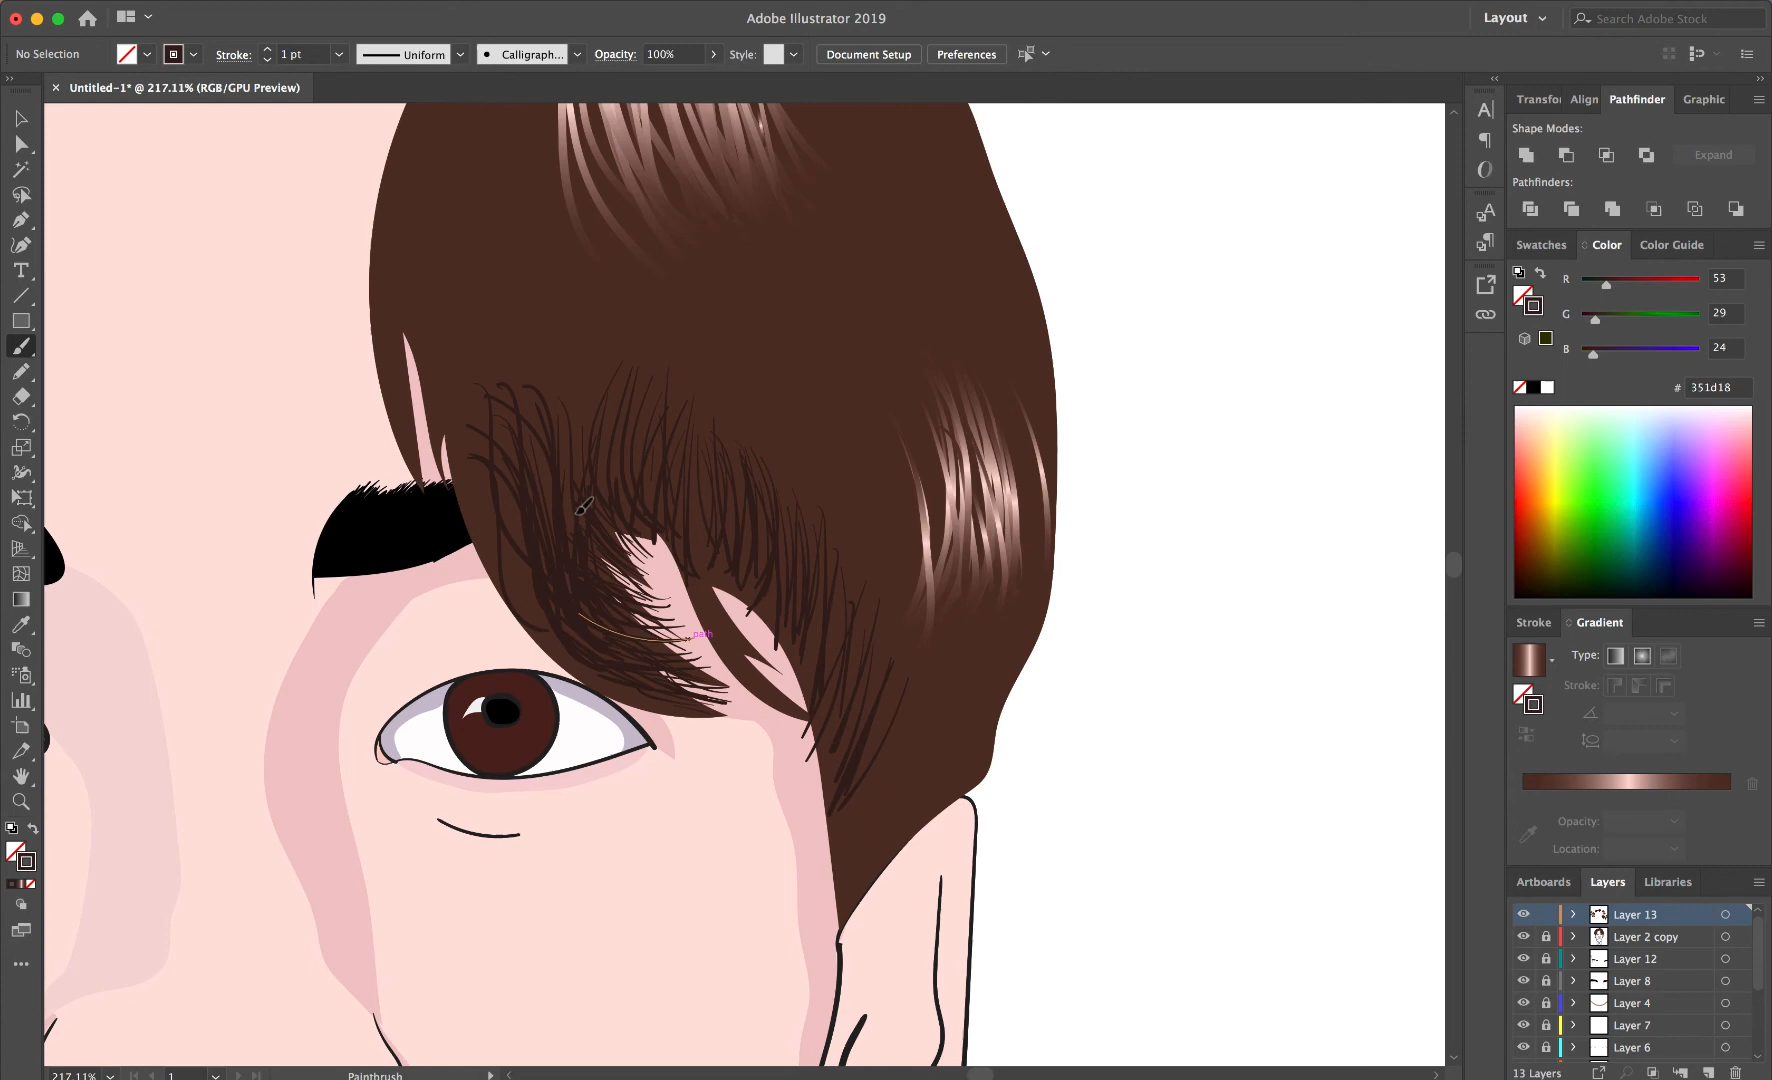 Adobe Illustrator 2019
Layout
Search Adobe Stock
No Selection
Stroke:
1 pt
Uniform
Calligraph...
Opacity:
100%
Style:
Document Setup
Preferences
Untitled-1* @ 217.11% (RGB/GPU Preview)
Transfor
Align
Pathfinder
Graphic
Shape Modes:
Expand
Pathfinders:
Swatches
Color
Color Guide
R
53
G
29
B
24
# 351d18
path
Stroke
Gradient
Type:
Stroke:
Opacity:
Location:
Artboards
Layers
Libraries
Layer 13
Layer 2 copy
Layer 12
Layer 8
Layer 4
Layer 7
Layer 6
13 Layers
217.11%
1
Paintbrush